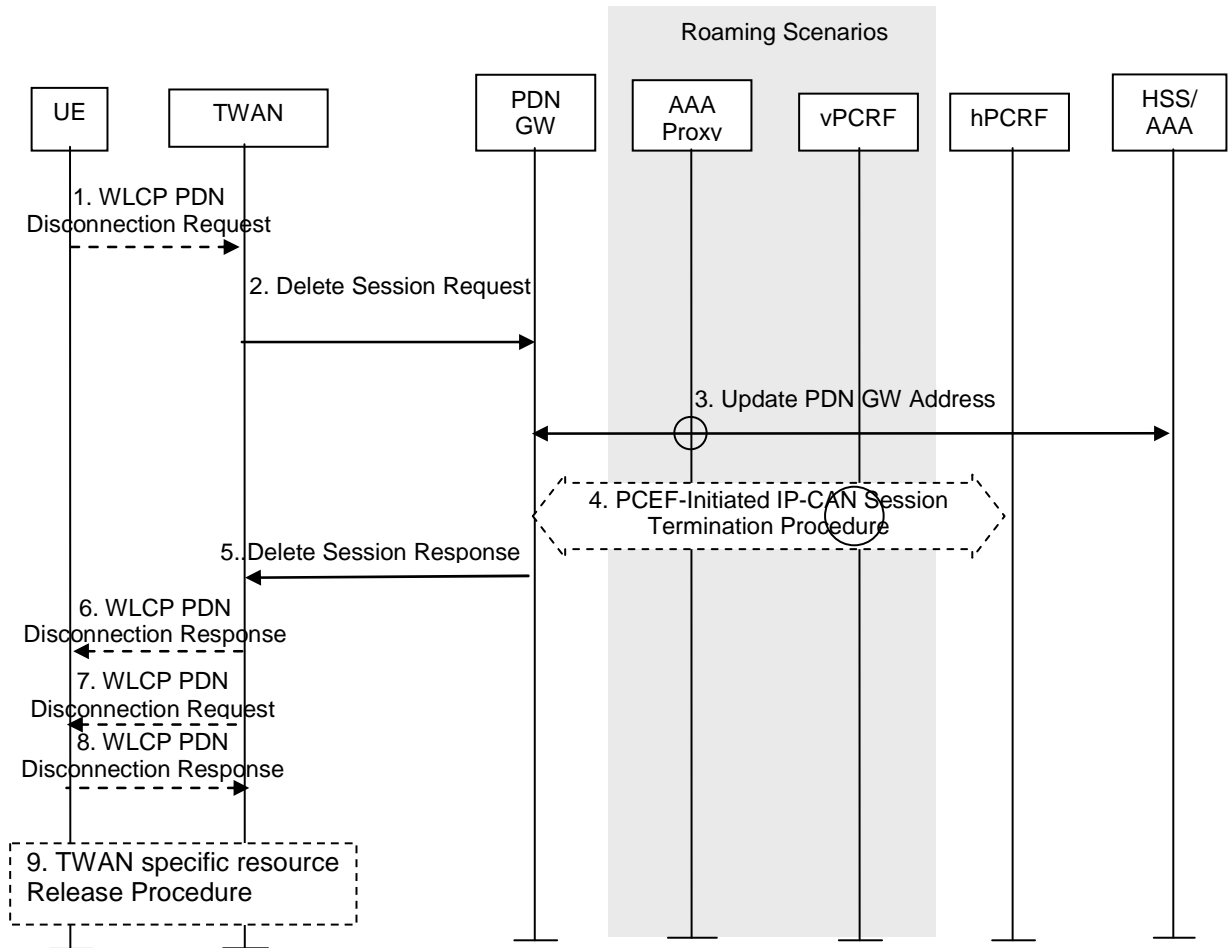 Roaming Scenarios
UE
TWAN
PDN
GW
AAA
Proxy
vPCRF
hPCRF
HSS/
AAA
1. WLCP PDN
Disconnection Request
2. Delete Session Request
3. Update PDN GW Address
4. PCEF-Initiated IP-CAN Session
Termination Procedure
5. Delete Session Response
6. WLCP PDN
Disconnection Response
7. WLCP PDN
Disconnection Request
8. WLCP PDN
Disconnection Response
9. TWAN specific resource
Release Procedure